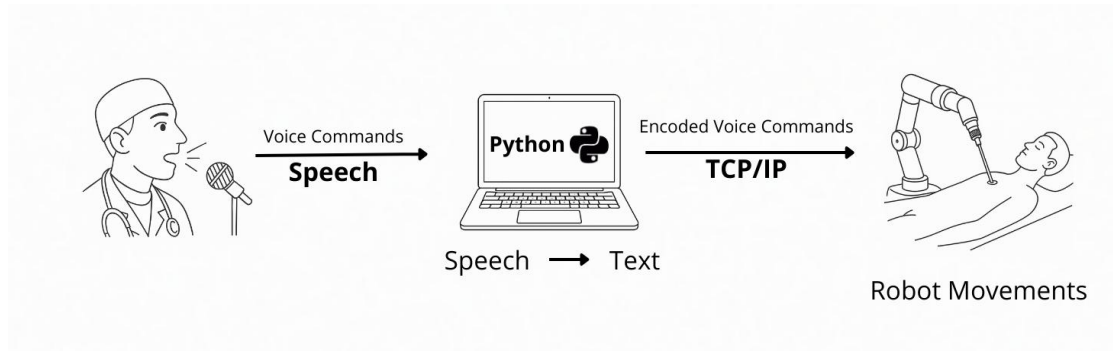 Voice Commands
Speech
Python
Speech → Text
Encoded Voice Commands
TCP/IP
Robot Movements